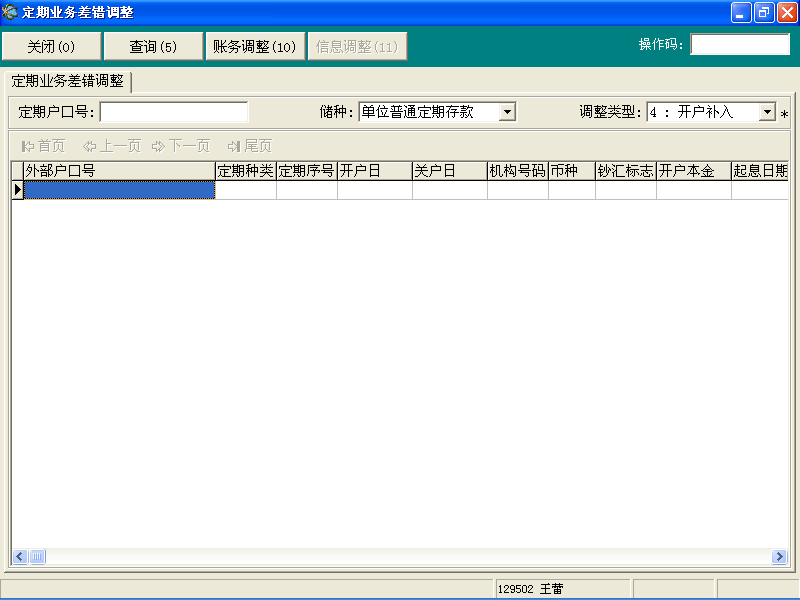 定期业务差错调整
关闭(0) 查询(5) 账务调整(10) 信息调整(11) 操作码:
定期业务差错调整
定期户口号: 储种: 单位普通定期存款 调整类型: 4 : 开户补入 *
首页 上一页 下一页 尾页
外部户口号 定期种类 定期序号 开户日 关户日 机构号码 币种 钞汇标志 开户本金 起息日期
129502 王蕾